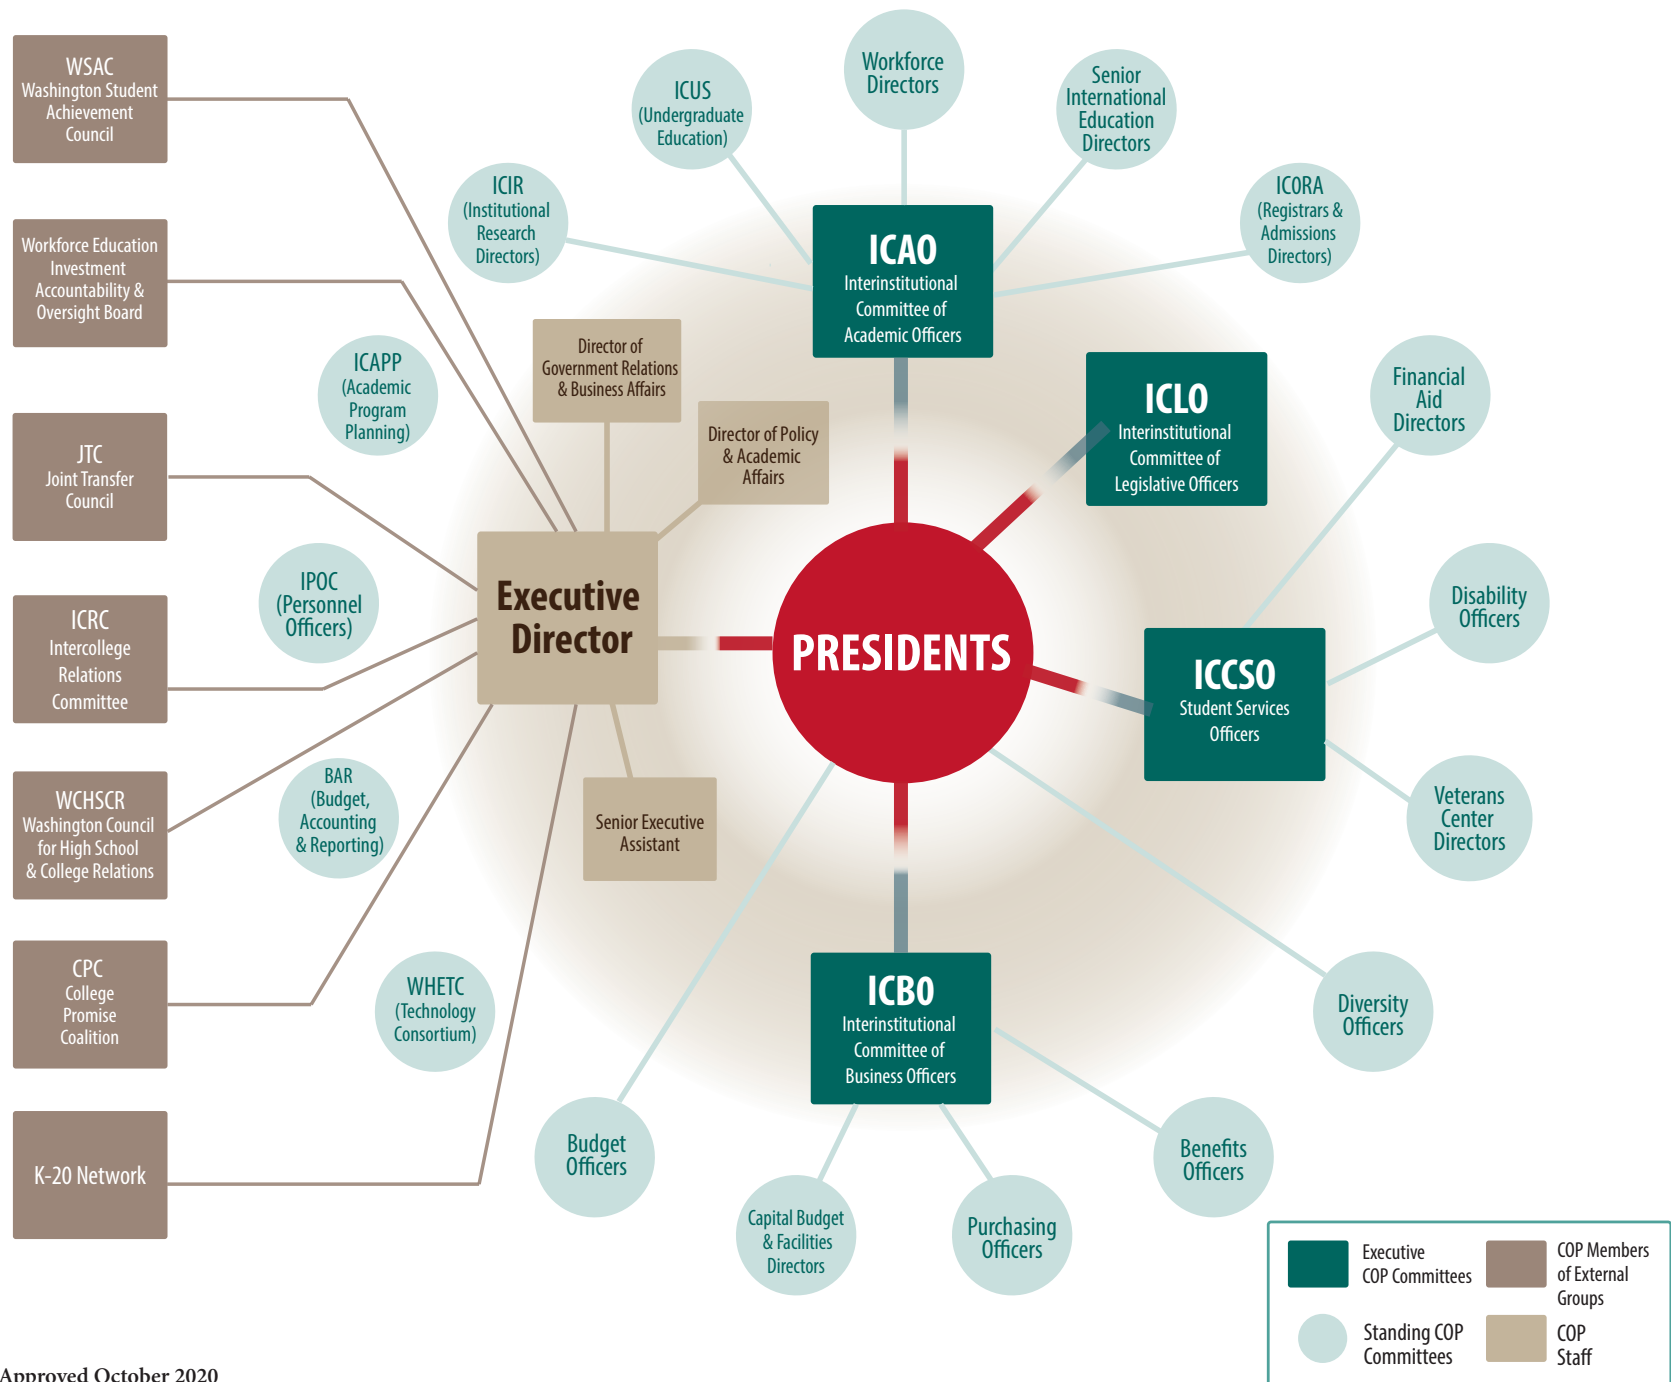 WSAC
Washington Student
Achievement
Council
Workforce Education
Investment
Accountability &
Oversight Board
JTC
Joint Transfer
Council
ICRC
Intercollege
Relations
Committee
WCHSCR
Washington Council
for High School
& College Relations
CPC
College
Promise
Coalition
K-20 Network
ICAPP
(Academic
Program
Planning)
IPOC
(Personnel
Officers)
BAR
(Budget,
Accounting
& Reporting)
WHETC
(Technology
Consortium)
ICIR
(Institutional
Research
Directors)
ICUS
(Undergraduate
Education)
Workforce
Directors
Senior
International
Education
Directors
ICORA
(Registrars &
Admissions
Directors)
Director of
Government Relations
& Business Affairs
Director of Policy
& Academic
Affairs
Executive
Director
Senior Executive
Assistant
PRESIDENTS
ICAO
Interinstitutional
Committee of
Academic Officers
ICLO
Interinstitutional
Committee of
Legislative Officers
ICCSO
Student Services
Officers
ICBO
Interinstitutional
Committee of
Business Officers
Financial
Aid
Directors
Disability
Officers
Veterans
Center
Directors
Diversity
Officers
Benefits
Officers
Purchasing
Officers
Capital Budget
& Facilities
Directors
Budget
Officers
Executive
COP Committees
COP Members
of External
Groups
Standing COP
Committees
COP
Staff
Approved October 2020